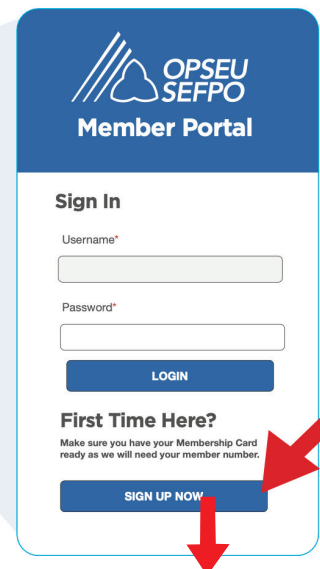 OPSEU
SEFPO
Member Portal
Sign In
Username*
Password*
LOGIN
First Time Here?
Make sure you have your Membership Card
ready as we will need your member number.
SIGN UP NOW